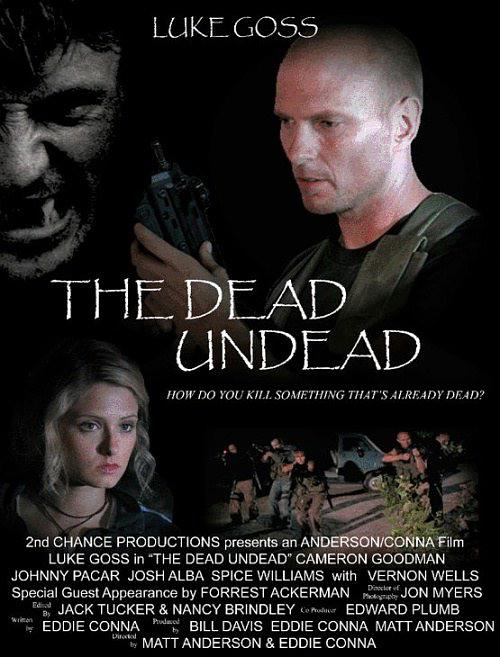 LUKE GOSS
THE DEAD
UNDEAD
HOW DO YOU KILL SOMETHING THAT'S ALREADY DEAD?
2nd CHANCE PRODUCTIONS presents an ANDERSON/CONNA Film
LUKE GOSS in "THE DEAD UNDEAD" CAMERON GOODMAN
JOHNNY PACAR JOSH ALBA SPICE WILLIAMS with VERNON WELLS
Special Guest Appearance by FORREST ACKERMAN Director of Photography JON MYERS
Edited By JACK TUCKER & NANCY BRINDLEY Co Producer EDWARD PLUMB
Written by EDDIE CONNA Produced by BILL DAVIS EDDIE CONNA MATT ANDERSON
Directed by MATT ANDERSON & EDDIE CONNA